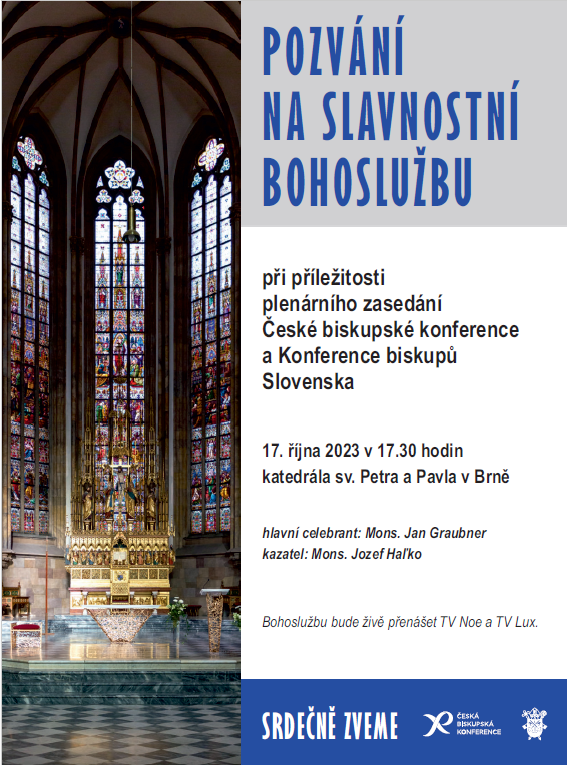 POZVÁNÍ
NA SLAVNOSTNÍ
BOHOSLUŽBU
při příležitosti
plenárního zasedání
České biskupské konference
a Konference biskupů
Slovenska
17. října 2023 v 17.30 hodin
katedrála sv. Petra a Pavla v Brně
hlavní celebrant: Mons. Jan Graubner
kazatel: Mons. Jozef Haľko
Bohoslužbu bude živě přenášet TV Noe a TV Lux.
SRDEČNĚ ZVEME
ČESKÁ
BISKUPSKÁ
KONFERENCE